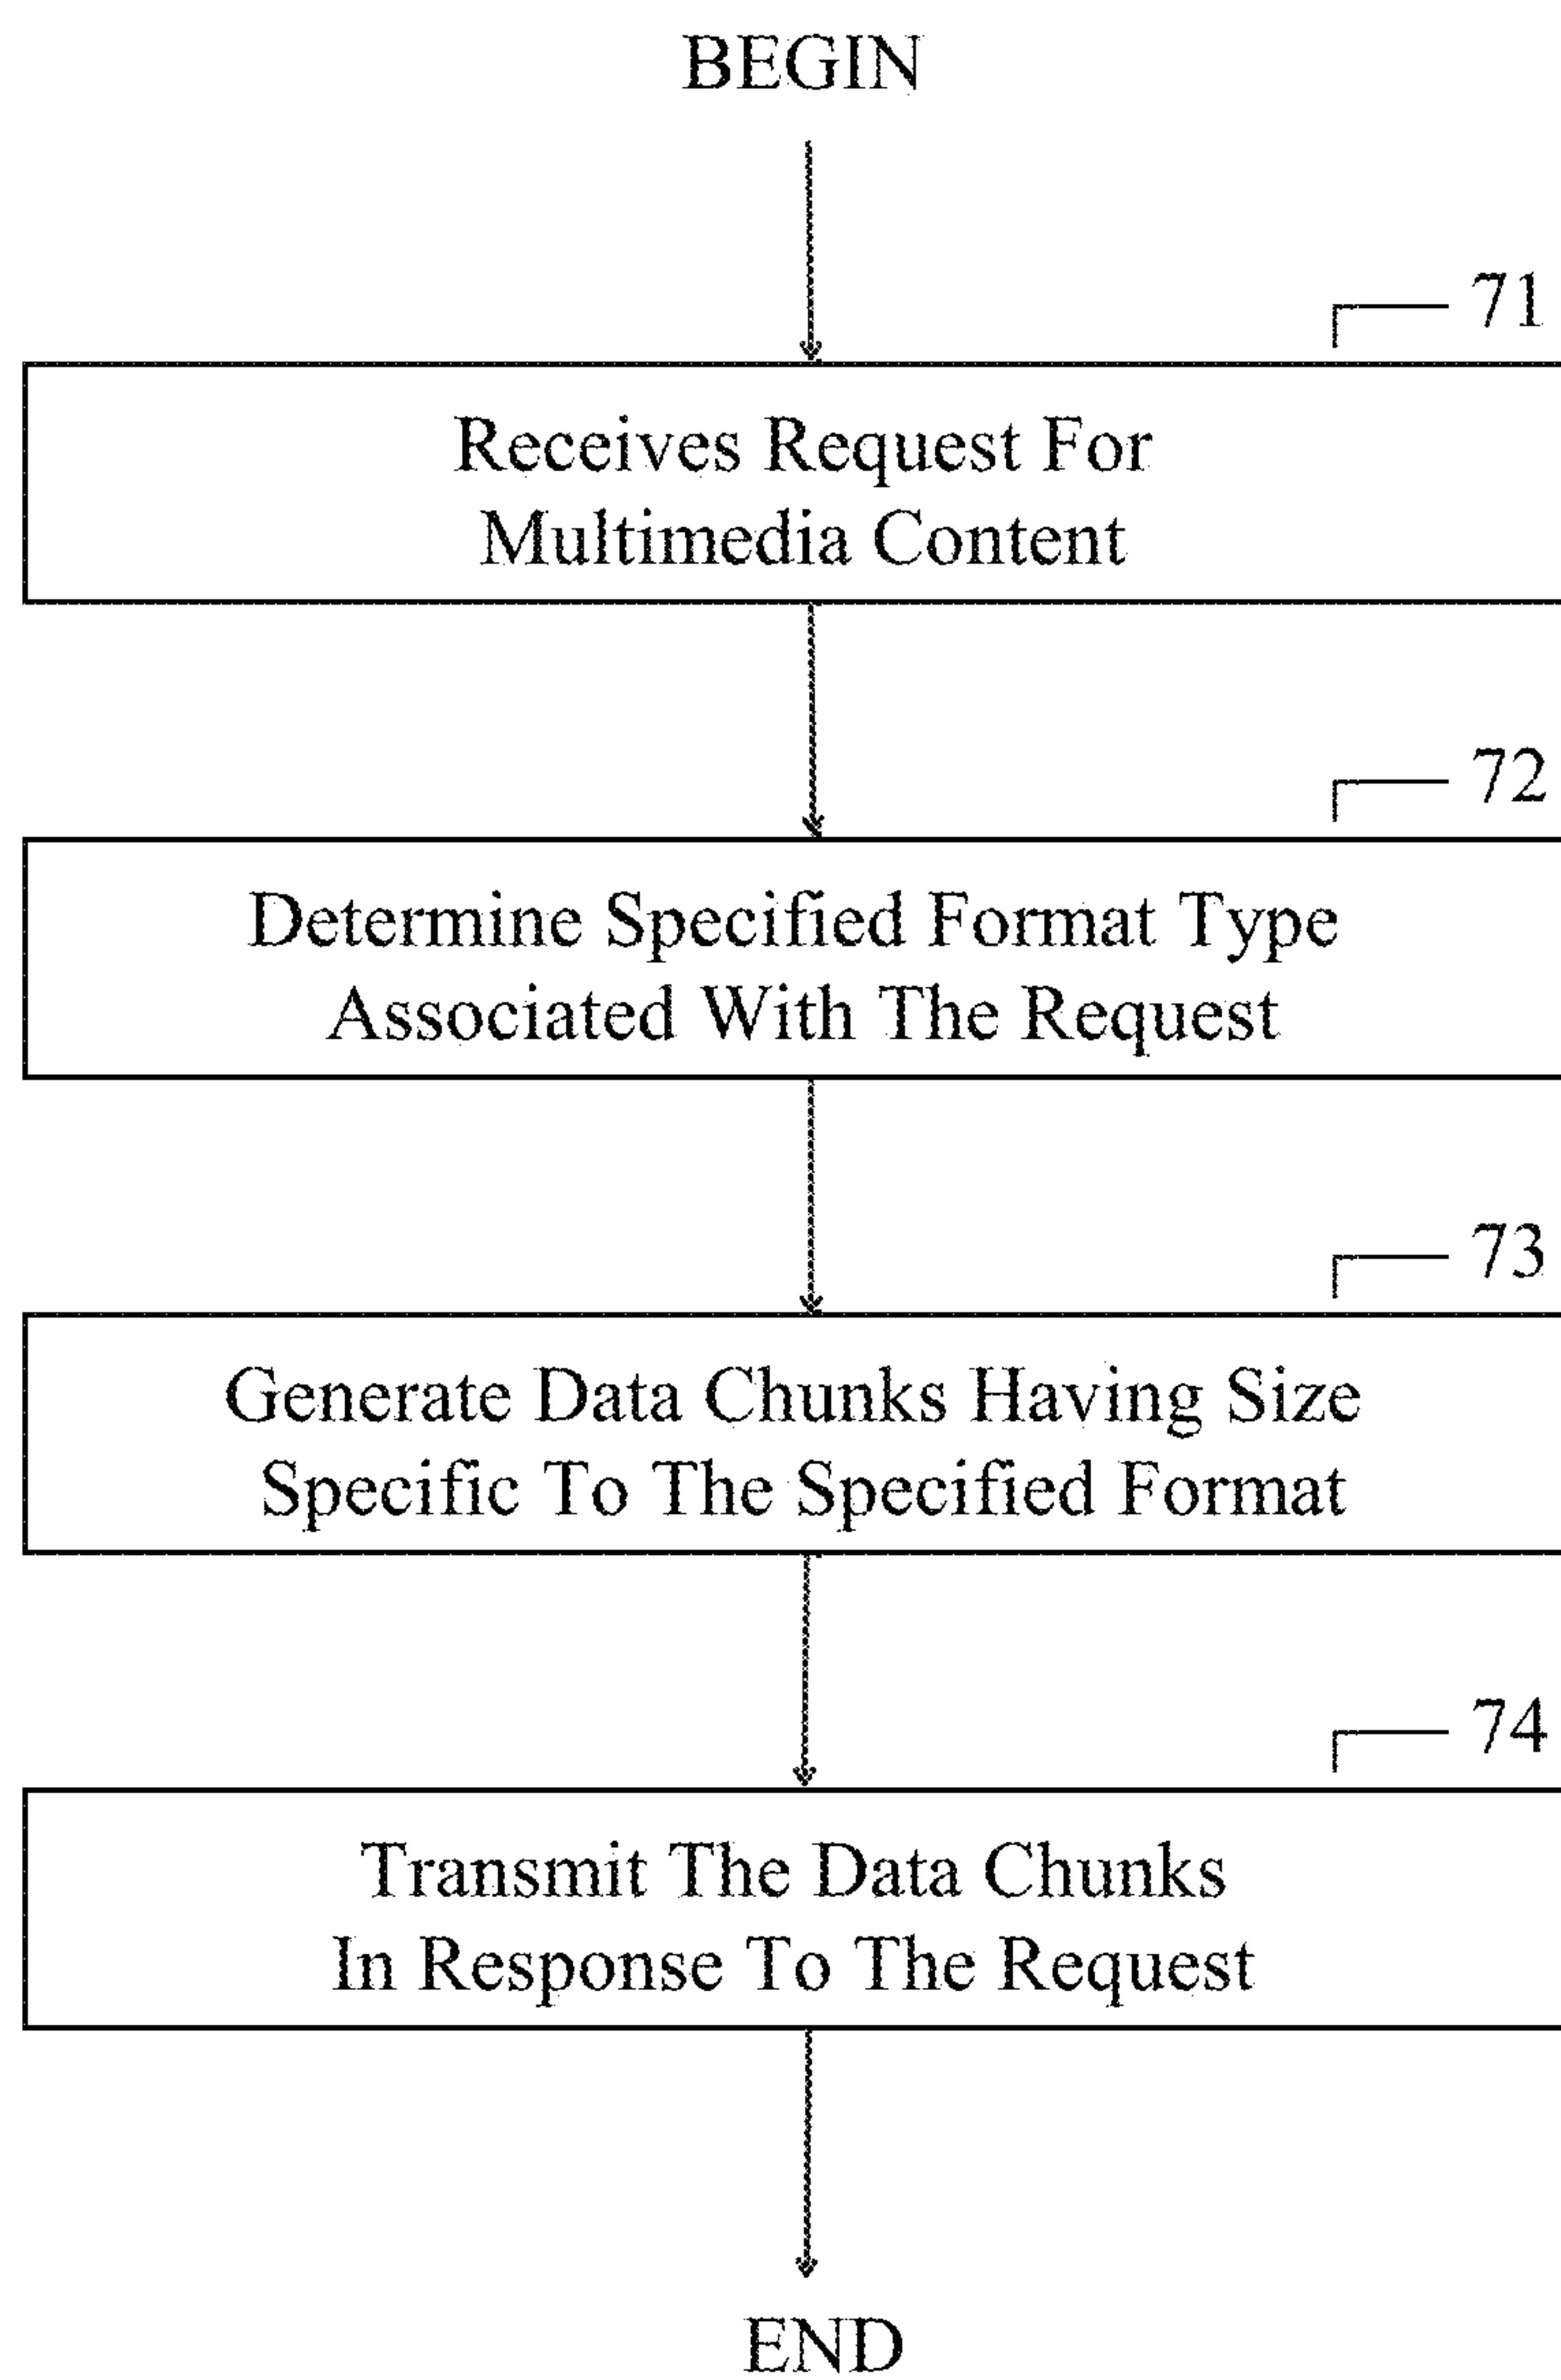 BEGIN
71
Receives Request For
Multimedia Content
72
Determine Specified Format Type
Associated With The Request
73
Generate Data Chunks Having Size
Specific To The Specified Format
74
Transmit The Data Chunks
In Response To The Request
END